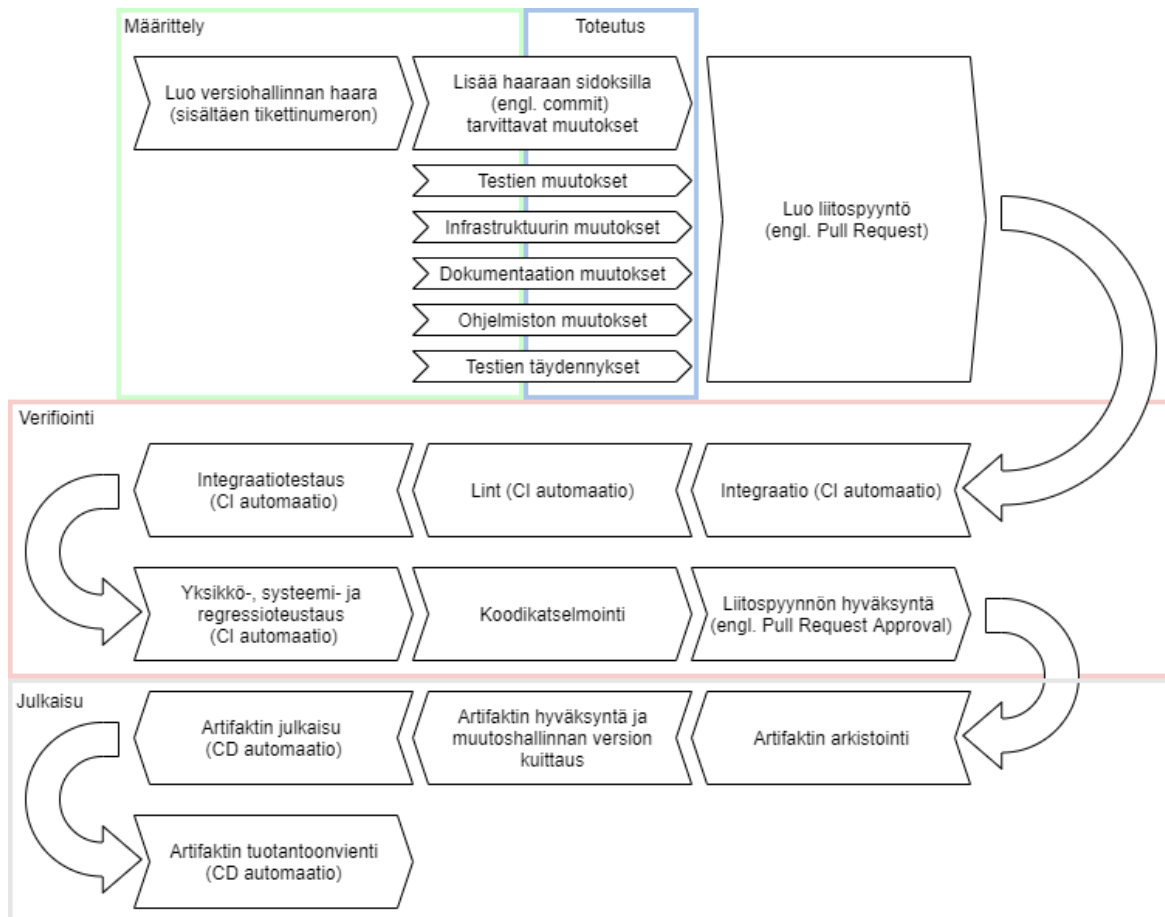 Määrittely
Toteutus
Luo versiohallinnan haara
(sisältäen tikettinumeron)
Lisää haaraan sidoksilla
(engl. commit)
tarvittavat muutokset
Testien muutokset
Infrastruktuurin muutokset
Dokumentaation muutokset
Ohjelmiston muutokset
Testien täydennykset
Luo liitospyyntö
(engl. Pull Request)
Verifiointi
Integraatio (CI automaatio)
Lint (CI automaatio)
Integraatiotestaus
(CI automaatio)
Yksikkö-, systeemi- ja
regressioteustaus
(CI automaatio)
Koodikatselmointi
Liitospyynnön hyväksyntä
(engl. Pull Request Approval)
Julkaisu
Artifaktin arkistointi
Artifaktin hyväksyntä ja
muutoshallinnan version
kuittaus
Artifaktin julkaisu
(CD automaatio)
Artifaktin tuotantoonvienti
(CD automaatio)